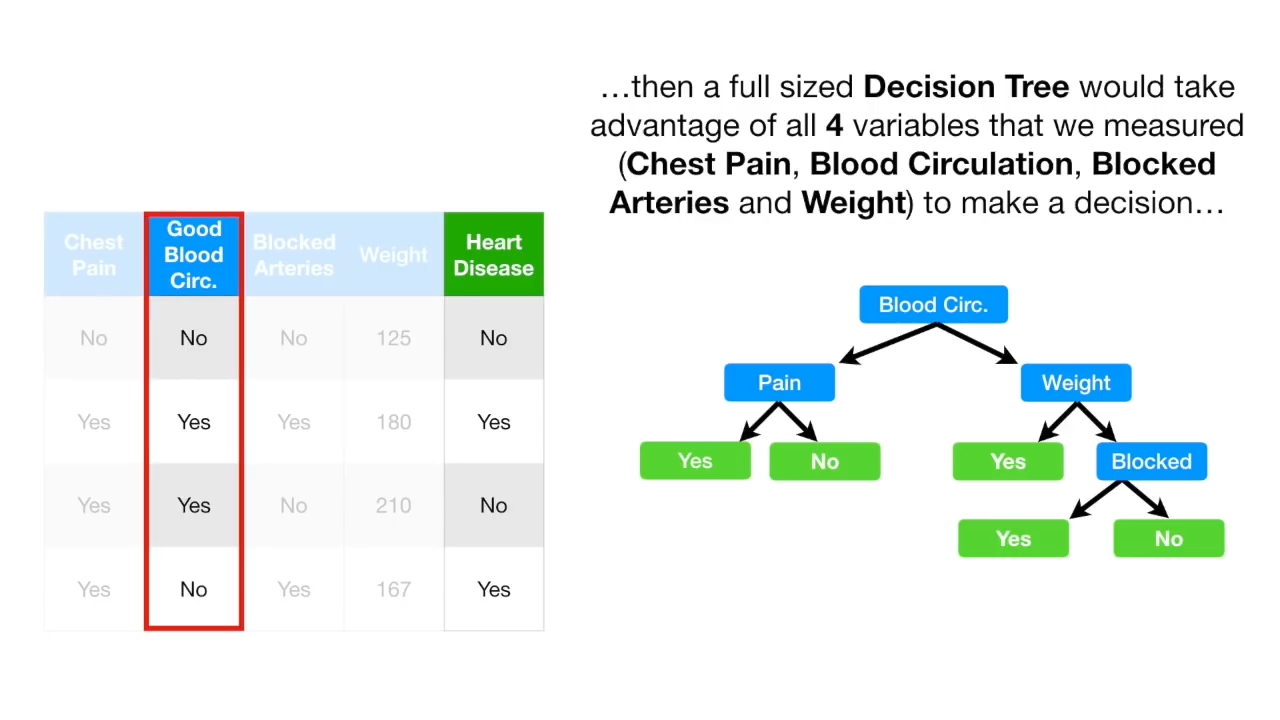 …then a full sized Decision Tree would take
advantage of all 4 variables that we measured
(Chest Pain, Blood Circulation, Blocked
Arteries and Weight) to make a decision…
Chest Pain
Good Blood Circ.
Blocked Arteries
Weight
Heart Disease
No No No 125 No
Yes Yes Yes 180 Yes
Yes Yes No 210 No
Yes No Yes 167 Yes
Blood Circ.
Pain
Weight
Yes
No
Yes
Blocked
Yes
No